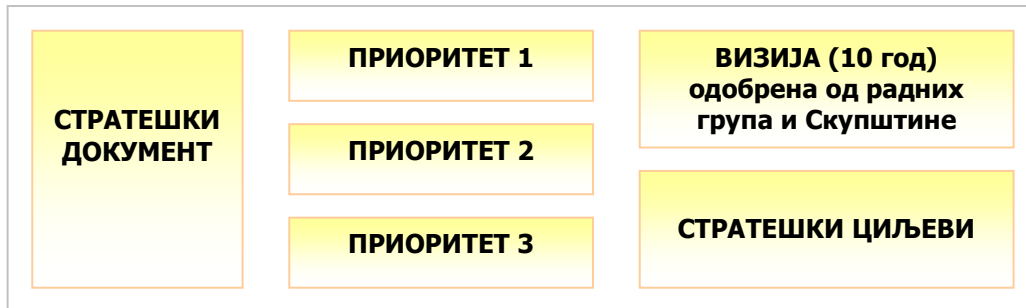 СТРАТЕШКИ
ДОКУМЕНТ
ПРИОРИТЕТ 1
ПРИОРИТЕТ 2
ПРИОРИТЕТ 3
ВИЗИЈА (10 год)
одобрена од радних
група и Скупштине
СТРАТЕШКИ ЦИЉЕВИ